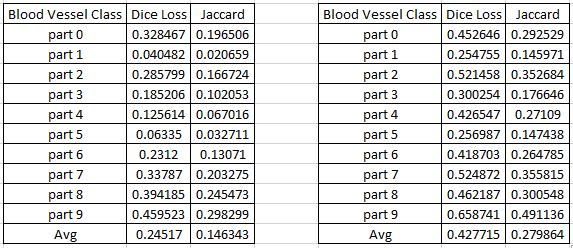 Blood Vessel Class Dice Loss Jaccard
part 0 0.328467 0.196506
part 1 0.040482 0.020659
part 2 0.285799 0.166724
part 3 0.185206 0.102053
part 4 0.125614 0.067016
part 5 0.06335 0.032711
part 6 0.2312 0.13071
part 7 0.33787 0.203275
part 8 0.394185 0.245473
part 9 0.459523 0.298299
Avg 0.24517 0.146343
Blood Vessel Class Dice Loss Jaccard
part 0 0.452646 0.292529
part 1 0.254755 0.145971
part 2 0.521458 0.352684
part 3 0.300254 0.176646
part 4 0.426547 0.27109
part 5 0.256987 0.147438
part 6 0.418703 0.264785
part 7 0.524872 0.355815
part 8 0.462187 0.300548
part 9 0.658741 0.491136
Avg 0.427715 0.279864